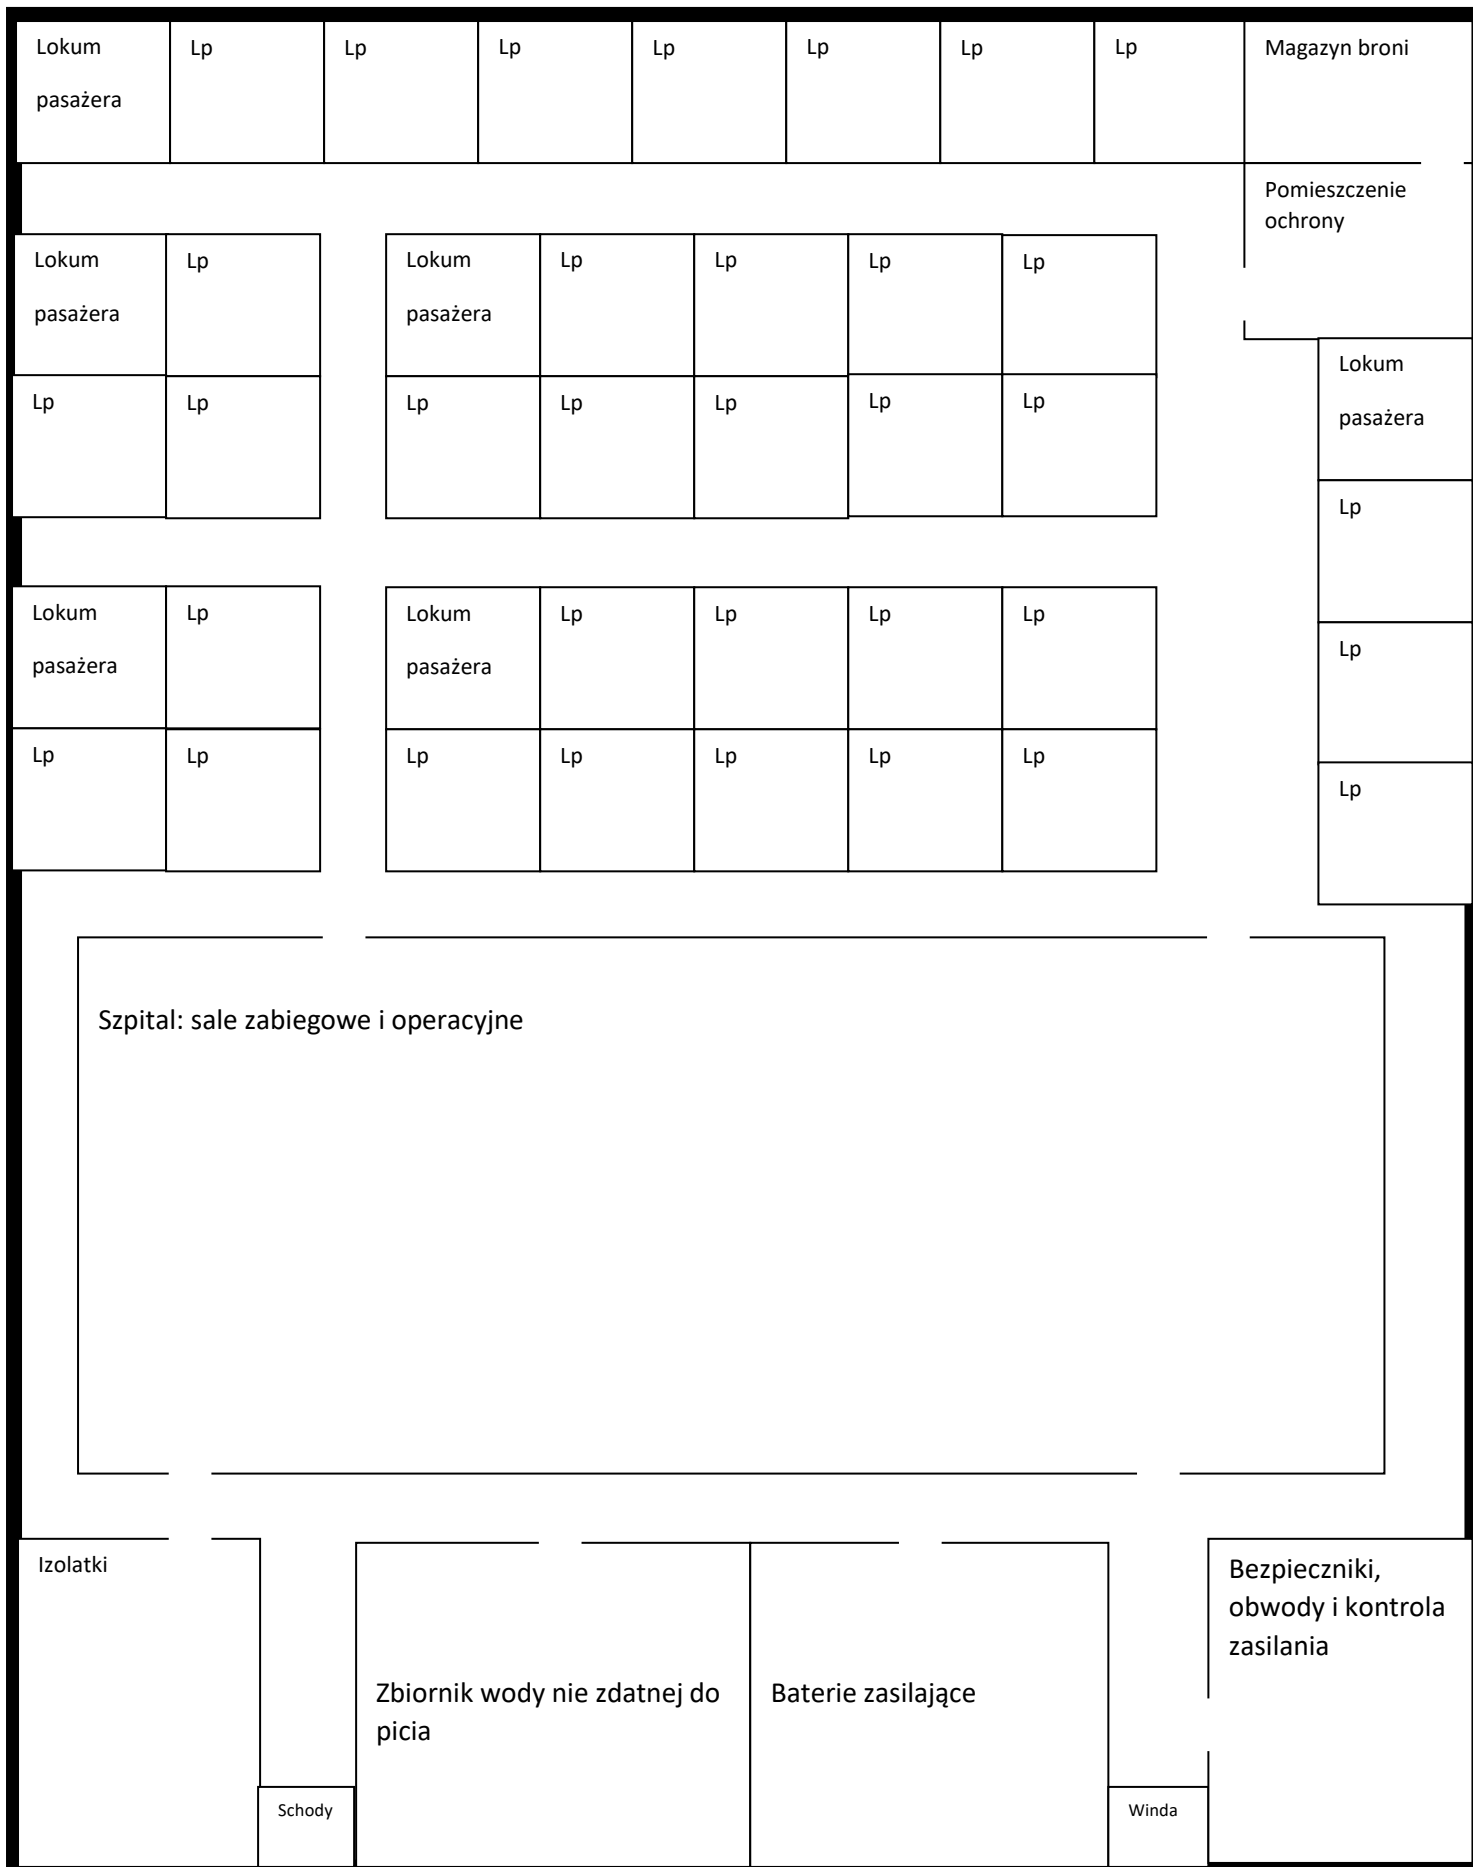 Lokum
pasażera
Lp
Lp
Lp
Lp
Lp
Lp
Lp
Magazyn broni
Pomieszczenie
ochrony
Lokum
pasażera
Lp
Lokum
pasażera
Lp
Lp
Lp
Lp
Lp
Lp
Lp
Lp
Lp
Lp
Lp
Lokum
pasażera
Lp
Lp
Lp
Lokum
pasażera
Lp
Lokum
pasażera
Lp
Lp
Lp
Lp
Lp
Lp
Lp
Lp
Lp
Lp
Lp
Szpital: sale zabiegowe i operacyjne
Izolatki
Schody
Zbiornik wody nie zdatnej do
picia
Baterie zasilające
Winda
Bezpieczniki,
obwody i kontrola
zasilania